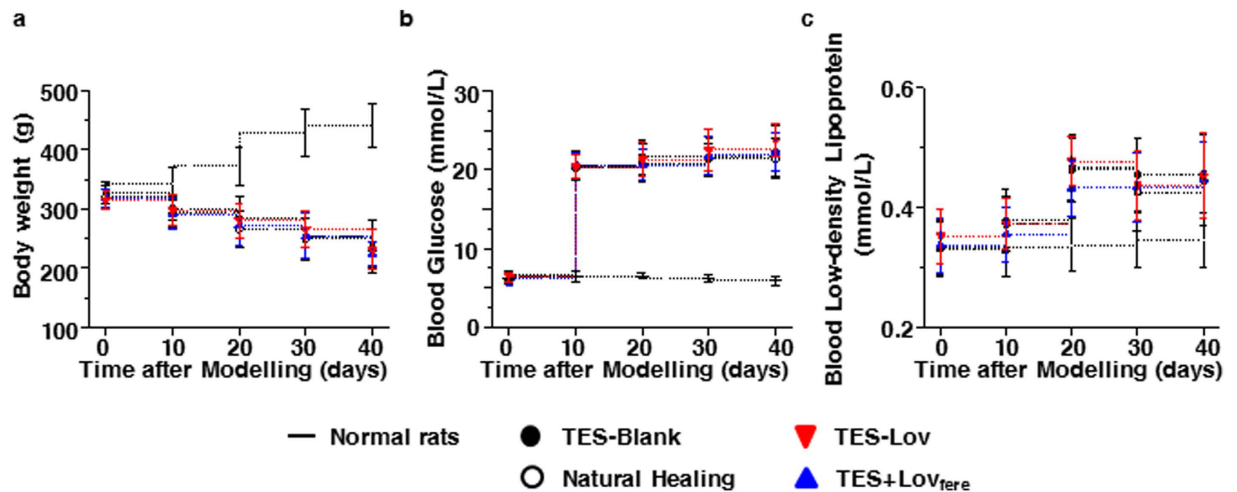 a
b
c
Body weight (g)
500
400
300
200
100
0 10 20 30 40
Time after Modelling (days)
Blood Glucose (mmol/L)
30
20
10
0
0 10 20 30 40
Time after Modelling (days)
Blood Low-density Lipoprotein
(mmol/L)
0.6
0.4
0.2
0 10 20 30 40
Time after Modelling (days)
Normal rats
TES-Blank
TES-Lov
Natural Healing
TES+Lovfere